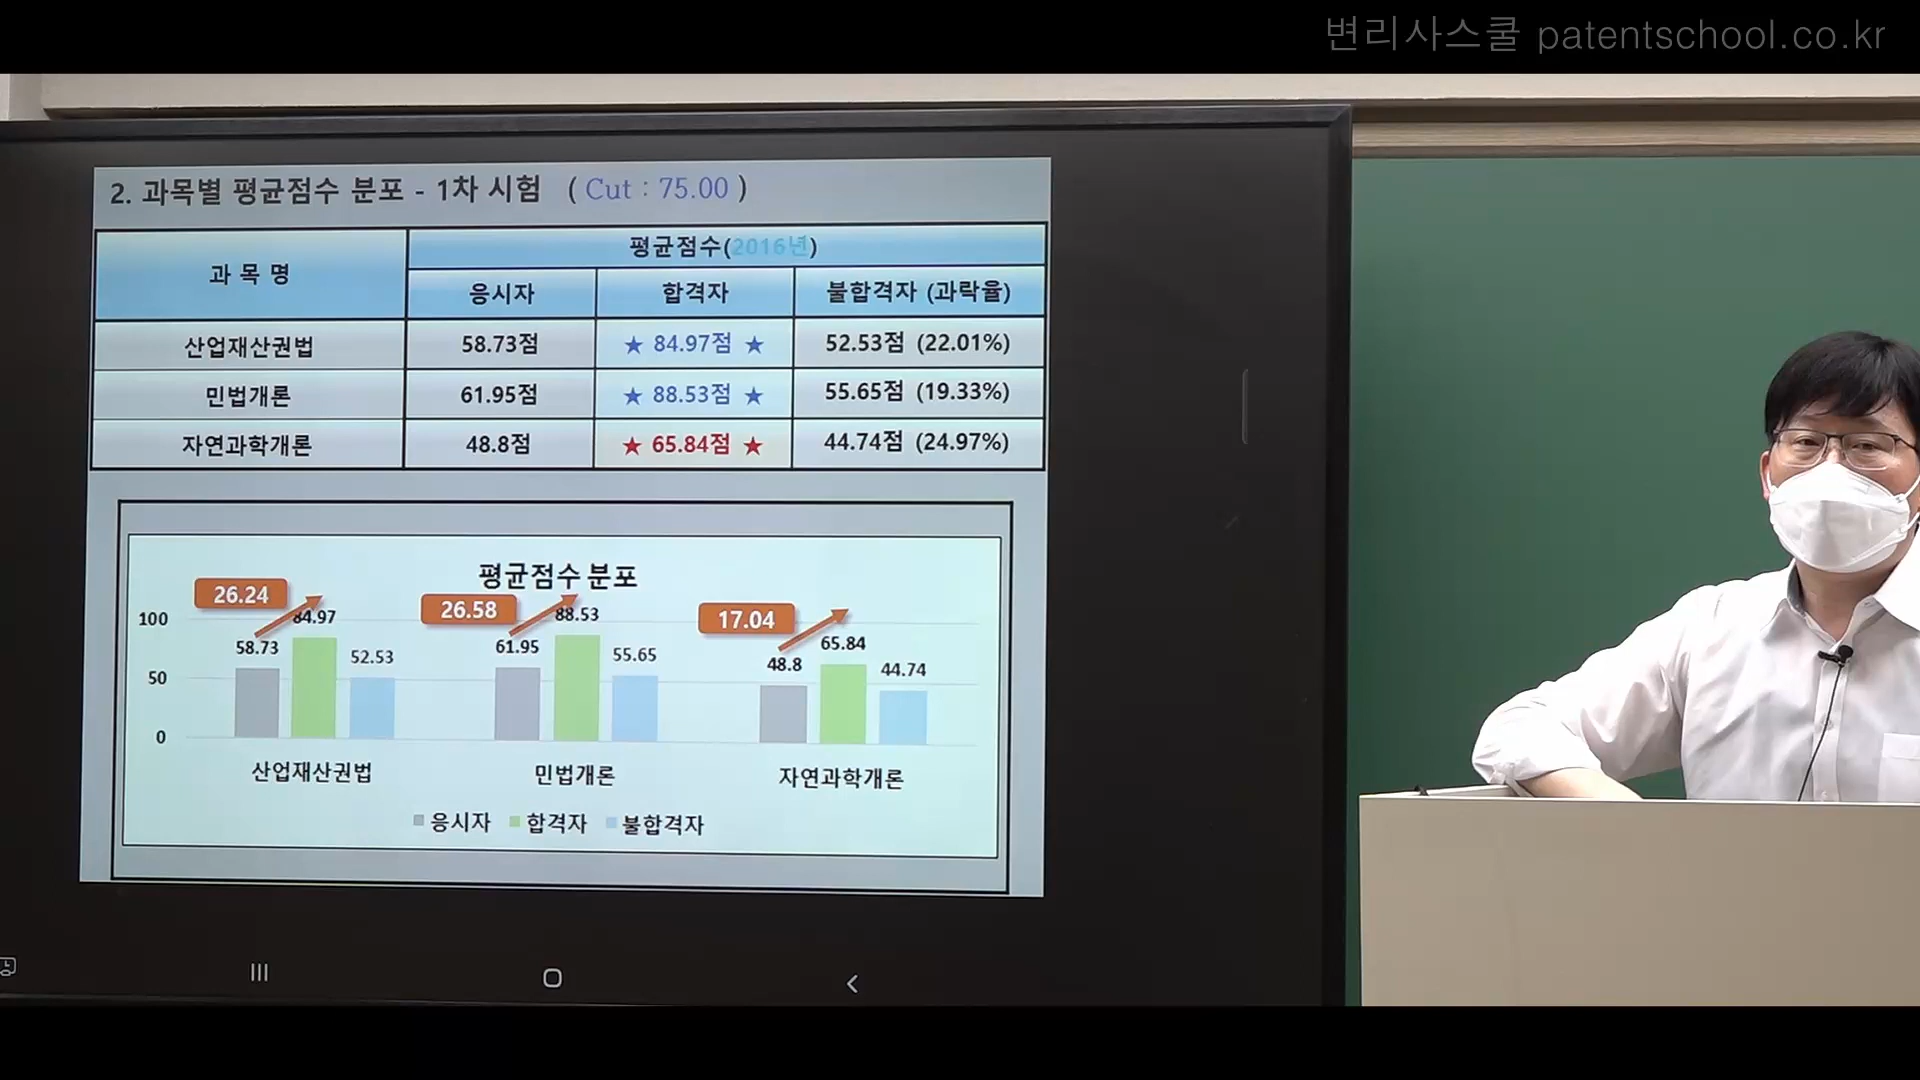 변리사스쿨 patentschool.co.kr
2. 과목별 평균점수 분포 - 1차 시험 ( Cut : 75.00 )
과 목 명
평균점수(2016년)
응시자 합격자 불합격자 (과락율)
산업재산권법 58.73점 ★ 84.97점 ★ 52.53점 (22.01%)
민법개론 61.95점 ★ 88.53점 ★ 55.65점 (19.33%)
자연과학개론 48.8점 ★ 65.84점 ★ 44.74점 (24.97%)
평균점수 분포
26.24 26.58 17.04
100
50
0
58.73 84.97 52.53
61.95 88.53 55.65
48.8 65.84 44.74
산업재산권법 민법개론 자연과학개론
응시자 합격자 불합격자